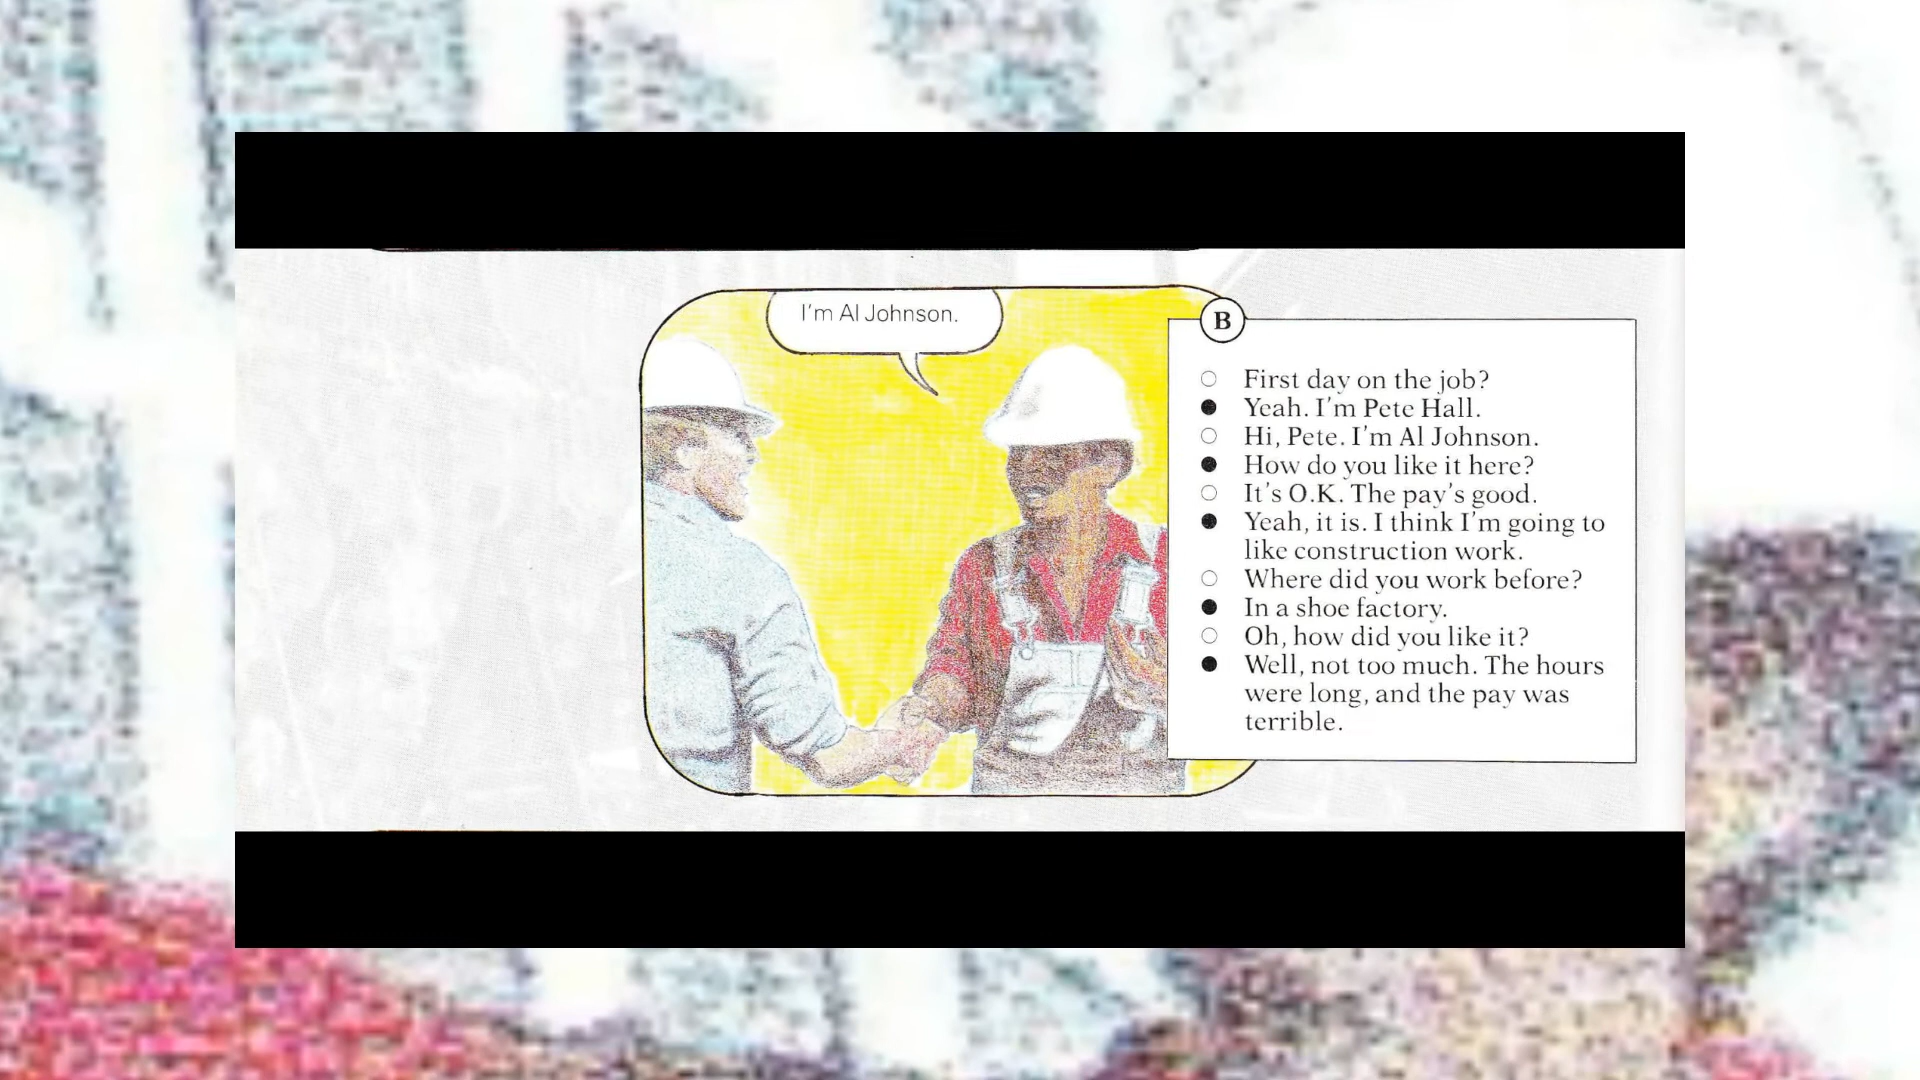 I'm Al Johnson.
B
○ First day on the job?
● Yeah. I'm Pete Hall.
○ Hi, Pete. I'm Al Johnson.
● How do you like it here?
○ It's O.K. The pay's good.
● Yeah, it is. I think I'm going to
like construction work.
○ Where did you work before?
● In a shoe factory.
○ Oh, how did you like it?
● Well, not too much. The hours
were long, and the pay was
terrible.